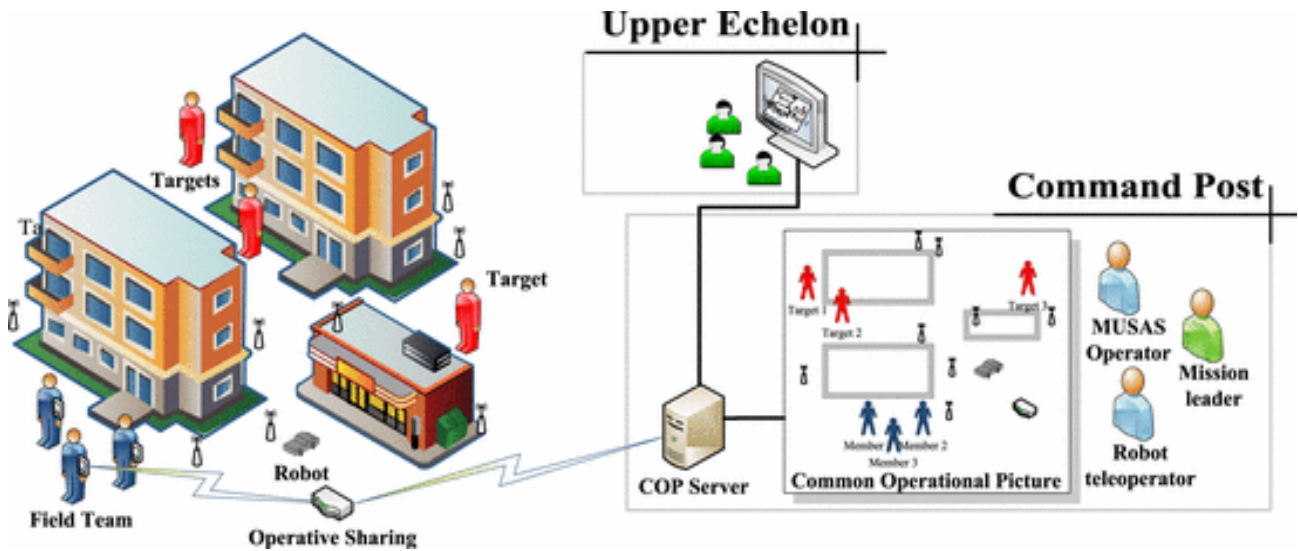 Upper Echelon
Command Post
Targets
Ta
Target
Robot
Field Team
Operative Sharing
COP Server
Target 1
Target 2
Target 3
Member
Member 2
Member 3
Common Operational Picture
MUSAS
Operator
Mission
leader
Robot
teleoperator